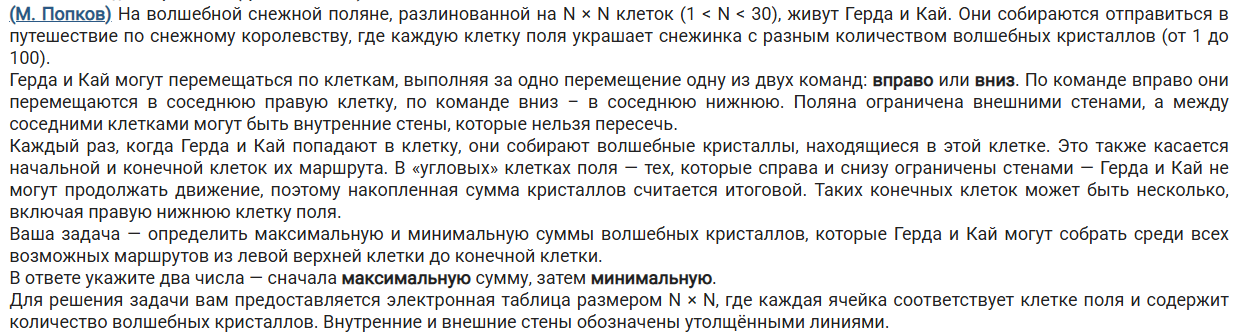 (М. Попков) На волшебной снежной поляне, разлинованной на N × N клеток (1 < N < 30), живут Герда и Кай. Они собираются отправиться в
путешествие по снежному королевству, где каждую клетку поля украшает снежинка с разным количеством волшебных кристаллов (от 1 до
100).
Герда и Кай могут перемещаться по клеткам, выполняя за одно перемещение одну из двух команд: вправо или вниз. По команде вправо они
перемещаются в соседнюю правую клетку, по команде вниз – в соседнюю нижнюю. Поляна ограничена внешними стенами, а между
соседними клетками могут быть внутренние стены, которые нельзя пересечь.
Каждый раз, когда Герда и Кай попадают в клетку, они собирают волшебные кристаллы, находящиеся в этой клетке. Это также касается
начальной и конечной клеток их маршрута. В «угловых» клетках поля — тех, которые справа и снизу ограничены стенами — Герда и Кай не
могут продолжать движение, поэтому накопленная сумма кристаллов считается итоговой. Таких конечных клеток может быть несколько,
включая правую нижнюю клетку поля.
Ваша задача — определить максимальную и минимальную суммы волшебных кристаллов, которые Герда и Кай могут собрать среди всех
возможных маршрутов из левой верхней клетки до конечной клетки.
В ответе укажите два числа — сначала максимальную сумму, затем минимальную.
Для решения задачи вам предоставляется электронная таблица размером N × N, где каждая ячейка соответствует клетке поля и содержит
количество волшебных кристаллов. Внутренние и внешние стены обозначены утолщёнными линиями.